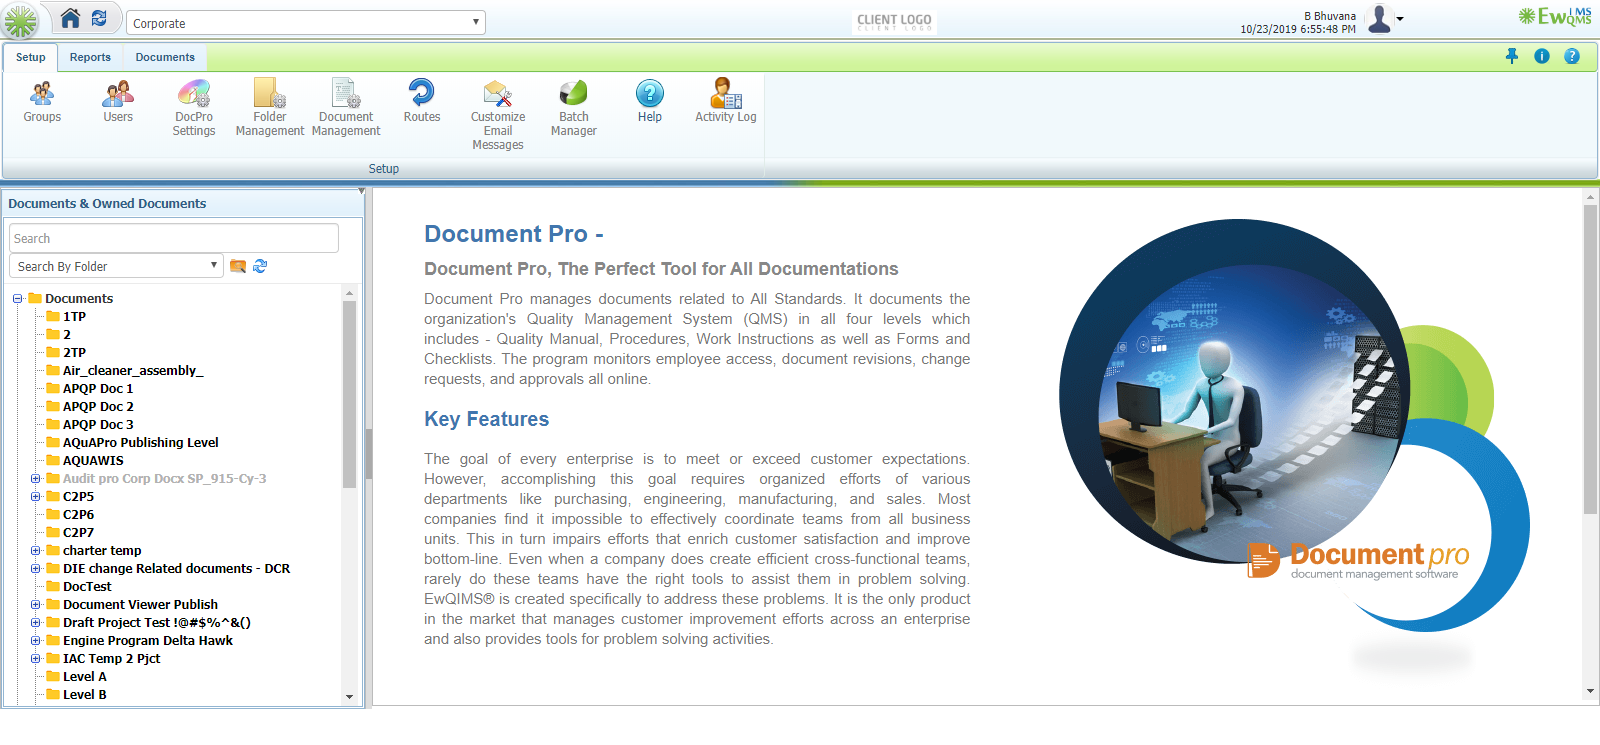 Corporate
CLIENT LOGO
CLIENT LOGO
B Bhuvana
10/23/2019 6:55:48 PM
EwQIMS
QMS
Setup
Reports
Documents
Groups
Users
DocPro
Settings
Folder
Management
Document
Management
Routes
Customize
Email
Messages
Batch
Manager
Help
Activity Log
Setup
Documents & Owned Documents
Search
Search By Folder
Documents
1TP
2
2TP
Air_cleaner_assembly_
APQP Doc 1
APQP Doc 2
APQP Doc 3
AQuAPro Publishing Level
AQUAWIS
Audit pro Corp Docx SP_915-Cy-3
C2P5
C2P6
C2P7
charter temp
DIE change Related documents - DCR
DocTest
Document Viewer Publish
Draft Project Test !@#$%^&()
Engine Program Delta Hawk
IAC Temp 2 Pjct
Level A
Level B
Document Pro -
Document Pro, The Perfect Tool for All Documentations
Document Pro manages documents related to All Standards. It documents the
organization's Quality Management System (QMS) in all four levels which
includes - Quality Manual, Procedures, Work Instructions as well as Forms and
Checklists. The program monitors employee access, document revisions, change
requests, and approvals all online.
Key Features
The goal of every enterprise is to meet or exceed customer expectations.
However, accomplishing this goal requires organized efforts of various
departments like purchasing, engineering, manufacturing, and sales. Most
companies find it impossible to effectively coordinate teams from all business
units. This in turn impairs efforts that enrich customer satisfaction and improve
bottom-line. Even when a company does create efficient cross-functional teams,
rarely do these teams have the right tools to assist them in problem solving.
EwQIMS® is created specifically to address these problems. It is the only product
in the market that manages customer improvement efforts across an enterprise
and also provides tools for problem solving activities.
Document pro
document management software